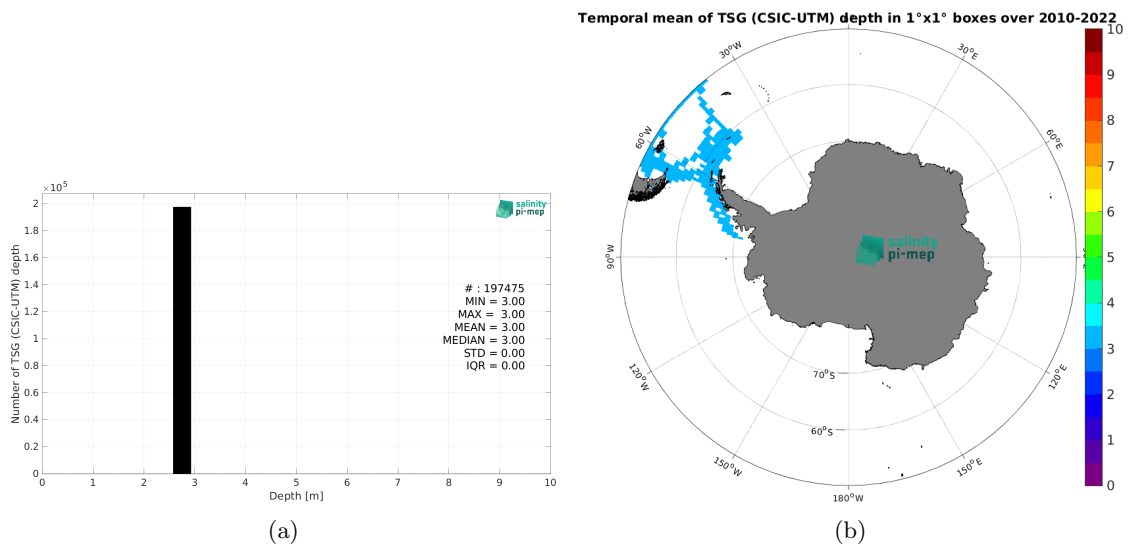 Temporal mean of TSG (CSIC-UTM) depth in 1°x1° boxes over 2010-2022
×10⁵
Number of TSG (CSIC-UTM) depth
2
1.8
1.6
1.4
1.2
1
0.8
0.6
0.4
0.2
0
0 1 2 3 4 5 6 7 8 9 10
Depth [m]
salinity
pi-mep
# : 197475
MIN = 3.00
MAX = 3.00
MEAN = 3.00
MEDIAN = 3.00
STD = 0.00
IQR = 0.00
(a)
30°W
30°E
60°W
60°E
90°W
120°W
120°E
150°W
150°E
180°W
70°S
60°S
salinity
pi-mep
10
9
8
7
6
5
4
3
2
1
0
(b)